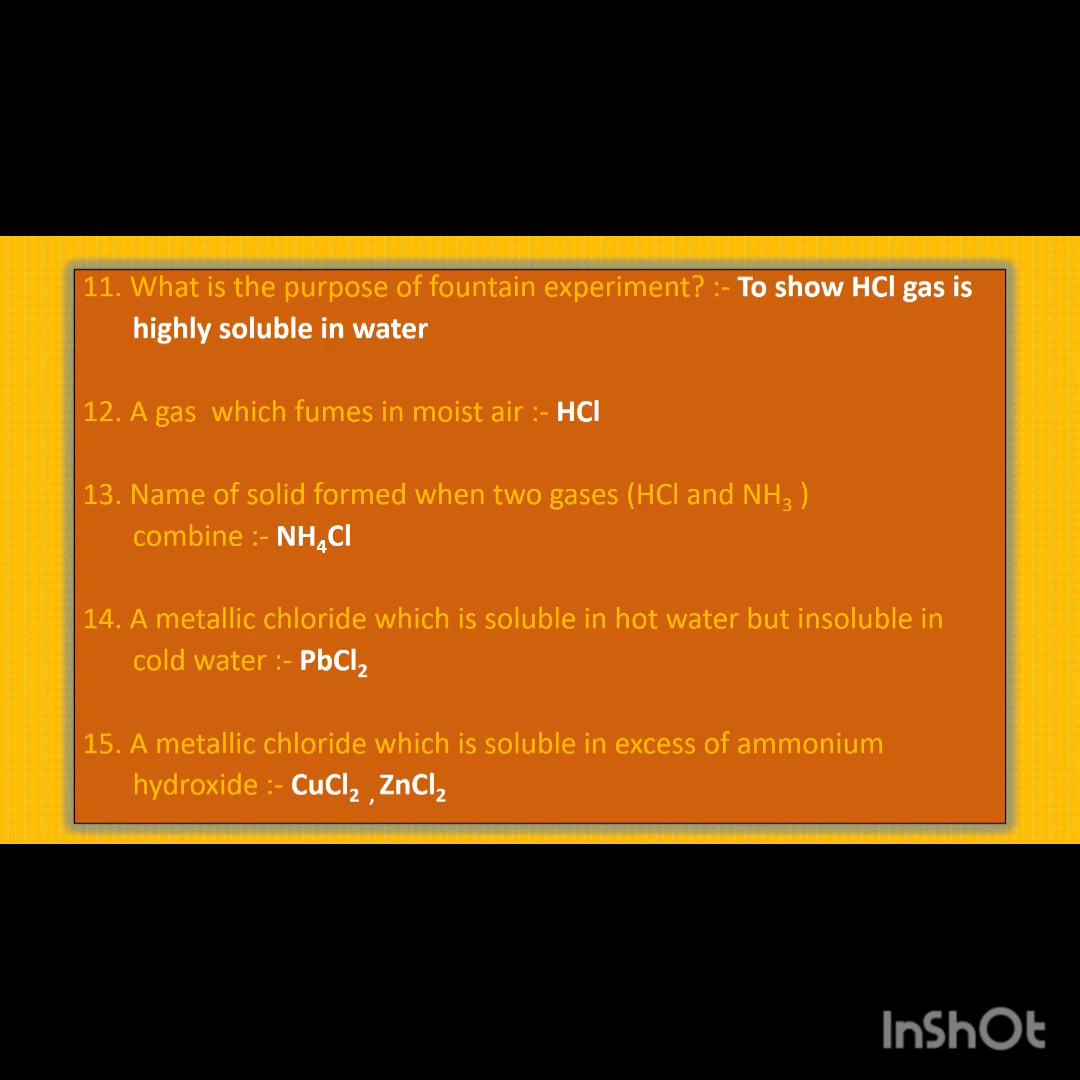 11. What is the purpose of fountain experiment? :- To show HCl gas is
highly soluble in water
12. A gas  which fumes in moist air :- HCl
13. Name of solid formed when two gases (HCl and NH₃ )
combine :- NH₄Cl
14. A metallic chloride which is soluble in hot water but insoluble in
cold water :- PbCl₂
15. A metallic chloride which is soluble in excess of ammonium
hydroxide :- CuCl₂ , ZnCl₂
InShOt